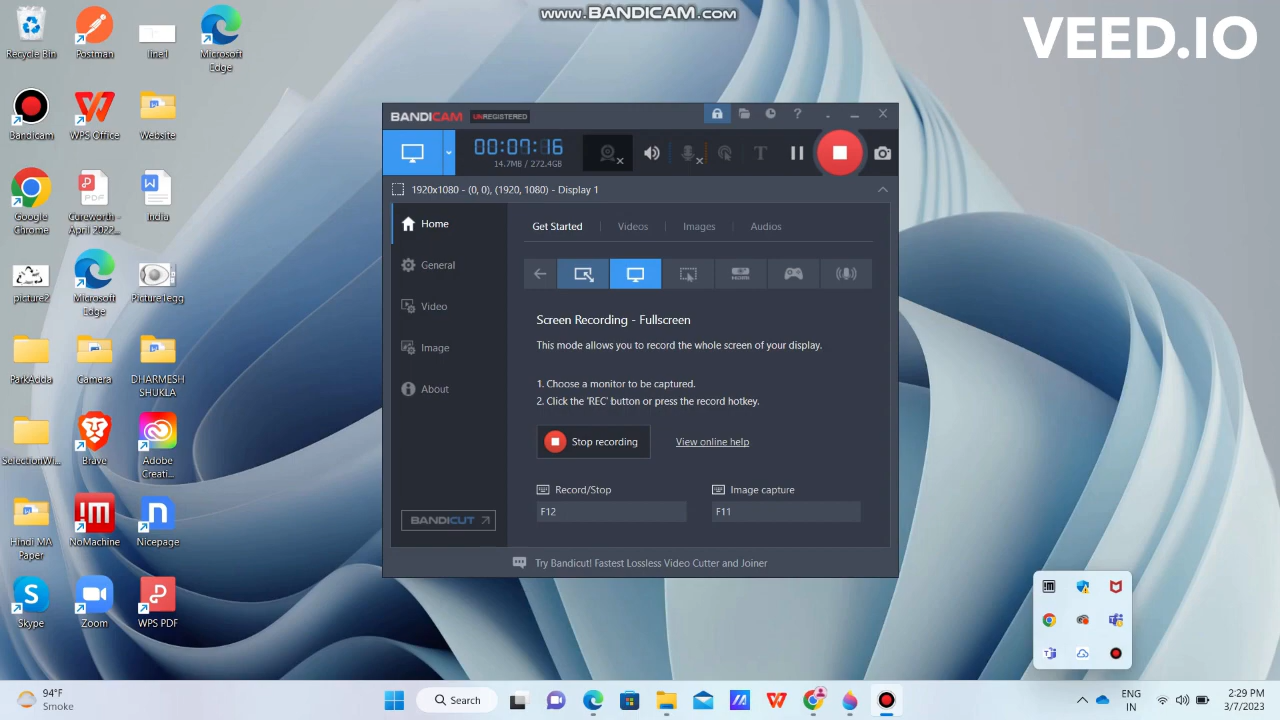 www.BANDICAM.com
VEED.IO
Recycle Bin
Postman
line1
Microsoft
Edge
Bandicam
WPS Office
Website
Google
Chrome
Cureworth -
April 2022...
India
picture2
Microsoft
Edge
Picture1egg
ParkAdda
Camera
DHARMESH
SHUKLA
SelectionWi...
Brave
Adobe
Creati...
Hindi MA
Paper
NoMachine
Nicepage
Skype
Zoom
WPS PDF
BANDICAM UNREGISTERED
00:07:16
14.7MB / 272.4GB
1920x1080 - (0, 0), (1920, 1080) - Display 1
Home
General
Video
Image
About
BANDICUT
Get Started
Videos
Images
Audios
Screen Recording - Fullscreen
This mode allows you to record the whole screen of your display.
1. Choose a monitor to be captured.
2. Click the 'REC' button or press the record hotkey.
Stop recording
View online help
Record/Stop
Image capture
F12
F11
Try Bandicut! Fastest Lossless Video Cutter and Joiner
94°F
Smoke
Search
ENG
IN
2:29 PM
3/7/2023